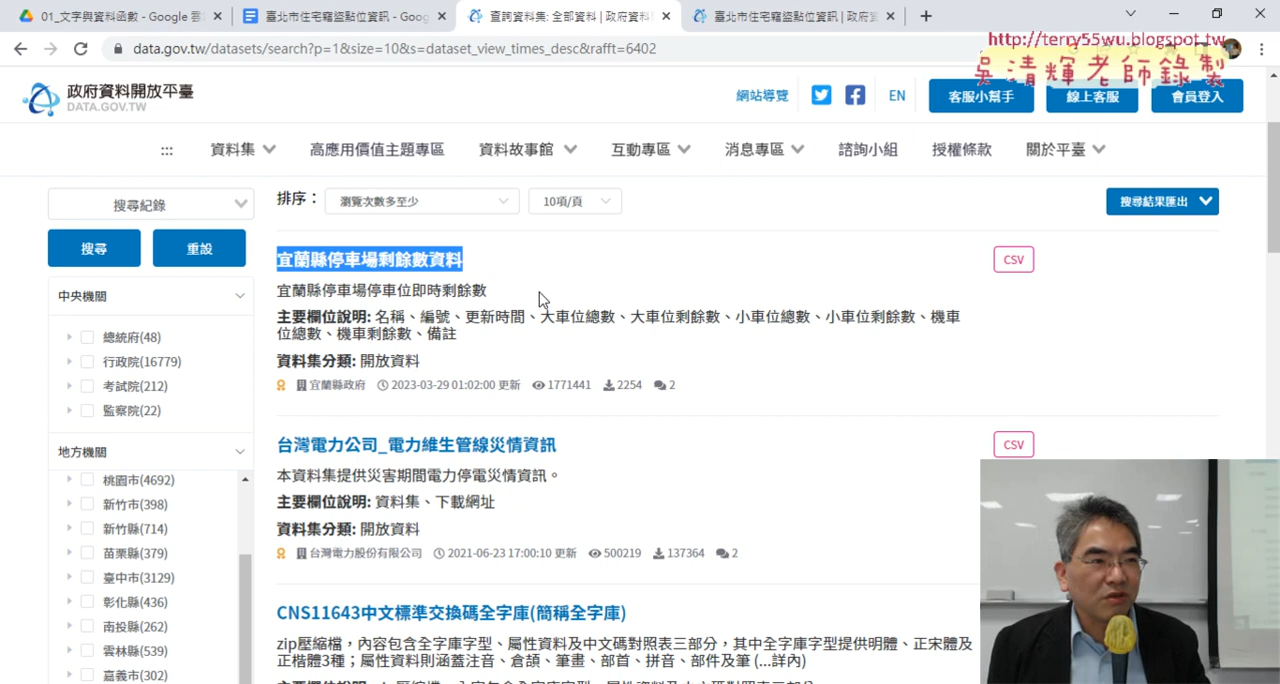 01_文字與資料函數 - Google 雲
臺北市住宅竊盜點位資訊 - Goog
查詢資料集: 全部資料 | 政府資料
臺北市住宅竊盜點位資訊 | 政府
data.gov.tw/datasets/search?p=1&size=10&s=dataset_view_times_desc&rafft=6402
http://terry55wu.blogspot.tw
吳清輝老師錄製
政府資料開放平臺
DATA.GOV.TW
網站導覽
EN
客服小幫手
線上客服
會員登入
:::
資料集
高應用價值主題專區
資料故事館
互動專區
消息專區
諮詢小組
授權條款
關於平臺
搜尋紀錄
排序：
瀏覽次數多至少
10項/頁
搜尋結果匯出
搜尋
重設
中央機關
總統府(48)
行政院(16779)
考試院(212)
監察院(22)
地方機關
桃園市(4692)
新竹市(398)
新竹縣(714)
苗栗縣(379)
臺中市(3129)
彰化縣(436)
南投縣(262)
雲林縣(539)
嘉義市(302)
宜蘭縣停車場剩餘數資料
CSV
宜蘭縣停車場停車位即時剩餘數
主要欄位說明: 名稱、編號、更新時間、大車位總數、大車位剩餘數、小車位總數、小車位剩餘數、機車
位總數、機車剩餘數、備註
資料集分類: 開放資料
宜蘭縣政府 2023-03-29 01:02:00 更新 1771441 2254 2
台灣電力公司_電力維生管線災情資訊
CSV
本資料集提供災害期間電力停電災情資訊。
主要欄位說明: 資料集、下載網址
資料集分類: 開放資料
台灣電力股份有限公司 2021-06-23 17:00:10 更新 500219 137364 2
CNS11643中文標準交換碼全字庫(簡稱全字庫)
zip壓縮檔，內容包含全字庫字型、屬性資料及中文碼對照表三部分，其中全字庫字型提供明體、正宋體及
正楷體3種；屬性資料則涵蓋注音、倉頡、筆畫、部首、拼音、部件及筆 (...詳內)